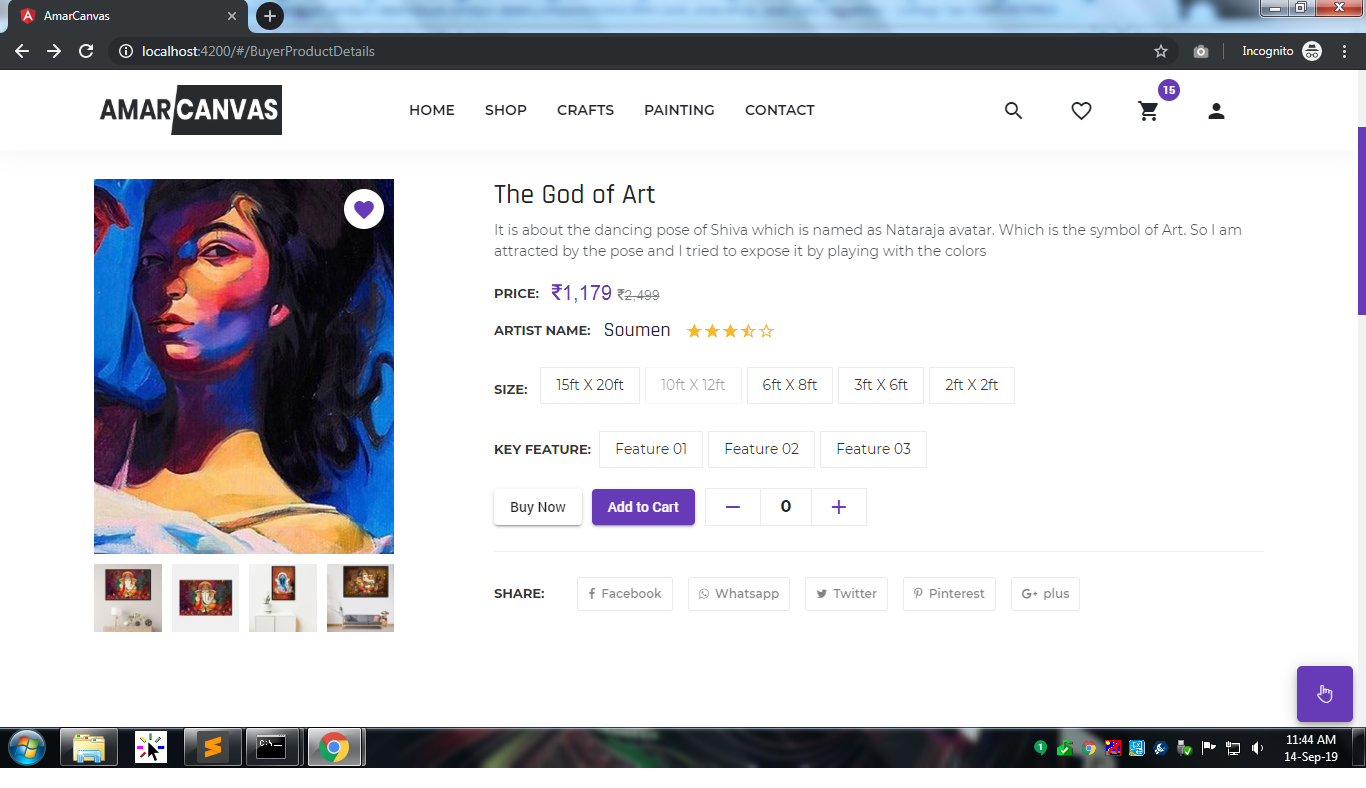 AmarCanvas
localhost:4200/#/BuyerProductDetails
Incognito
AMARCANVAS
HOME SHOP CRAFTS PAINTING CONTACT
15
The God of Art
It is about the dancing pose of Shiva which is named as Nataraja avatar. Which is the symbol of Art. So I am
attracted by the pose and I tried to expose it by playing with the colors
PRICE: ₹1,179 ₹2,499
ARTIST NAME: Soumen
SIZE: 15ft X 20ft 10ft X 12ft 6ft X 8ft 3ft X 6ft 2ft X 2ft
KEY FEATURE: Feature 01 Feature 02 Feature 03
Buy Now Add to Cart — 0 +
SHARE: Facebook Whatsapp Twitter Pinterest G+ plus
11:44 AM
14-Sep-19